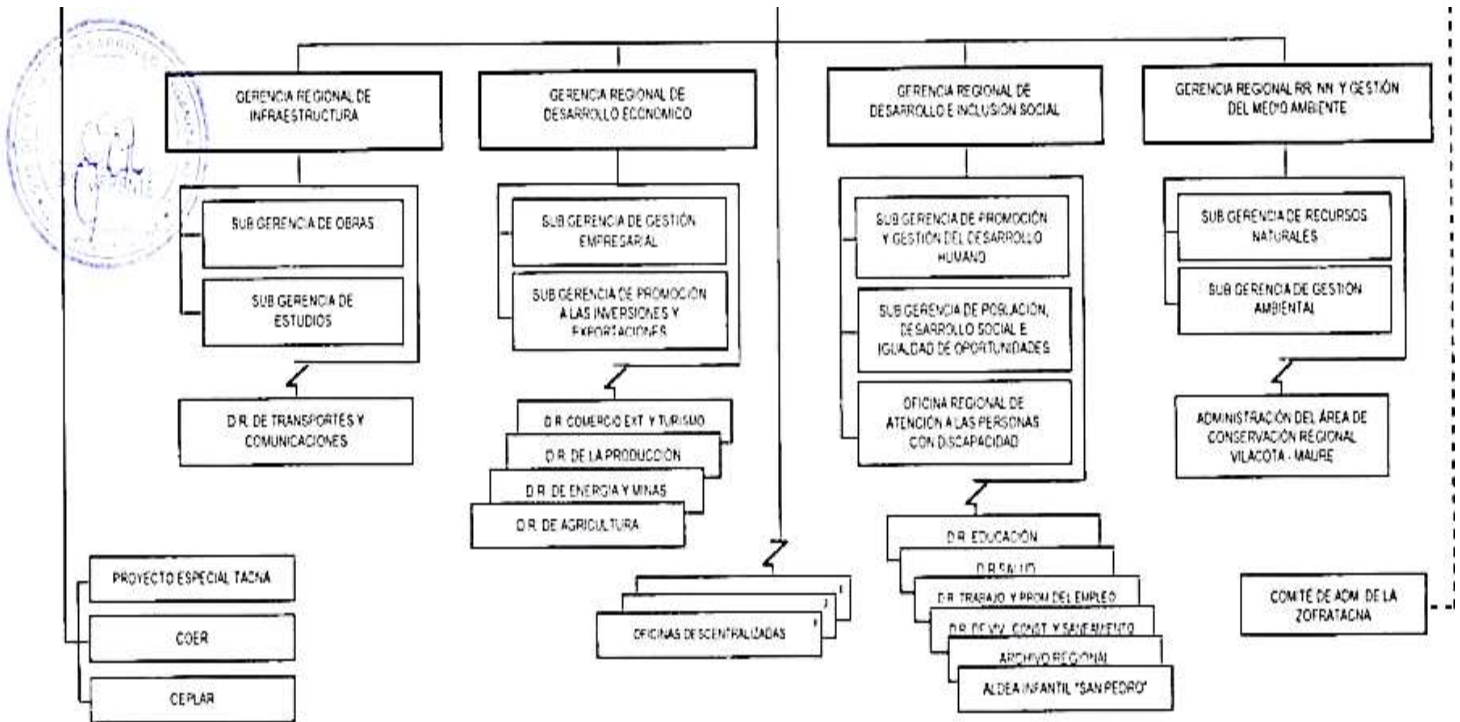 GERENCIA REGIONAL DE
INFRAESTRUCTURA
GERENCIA REGIONAL DE
DESARROLLO ECONOMICO
GERENCIA REGIONAL DE
DESARROLLO E INCLUSION SOCIAL
GERENCIA REGIONAL RR. NN. Y GESTIÓN
DEL MEDIO AMBIENTE
SUB GERENCIA DE OBRAS
SUB GERENCIA DE
ESTUDIOS
D.R. DE TRANSPORTES Y
COMUNICACIONES
SUB GERENCIA DE GESTIÓN
EMPRESARIAL
SUB GERENCIA DE PROMOCIÓN
A LAS INVERSIONES Y
EXPORTACIONES
D.R. COMERCIO EXT. Y TURISMO
D.R. DE LA PRODUCCIÓN
D.R. DE ENERGIA Y MINAS
D.R. DE AGRICULTURA
SUB GERENCIA DE PROMOCIÓN
Y GESTIÓN DEL DESARROLLO
HUMANO
SUB GERENCIA DE POBLACIÓN,
DESARROLLO SOCIAL E
IGUALDAD DE OPORTUNIDADES
OFICINA REGIONAL DE
ATENCIÓN A LAS PERSONAS
CON DISCAPACIDAD
D.R. EDUCACIÓN
D.R. SALUD
D.R. TRABAJO Y PROM. DEL EMPLEO
D.R. DE VIV. CONST. Y SANEAMIENTO
ARCHIVO REGIONAL
ALDEA INFANTIL "SAN PEDRO"
SUB GERENCIA DE RECURSOS
NATURALES
SUB GERENCIA DE GESTIÓN
AMBIENTAL
ADMINISTRACIÓN DEL ÁREA DE
CONSERVACIÓN REGIONAL
VILACOTA - MAURE
OFICINAS DESCENTRALIZADAS
PROYECTO ESPECIAL TACNA
COER
CEPLAR
COMITÉ DE ADM. DE LA
ZOFRATACNA